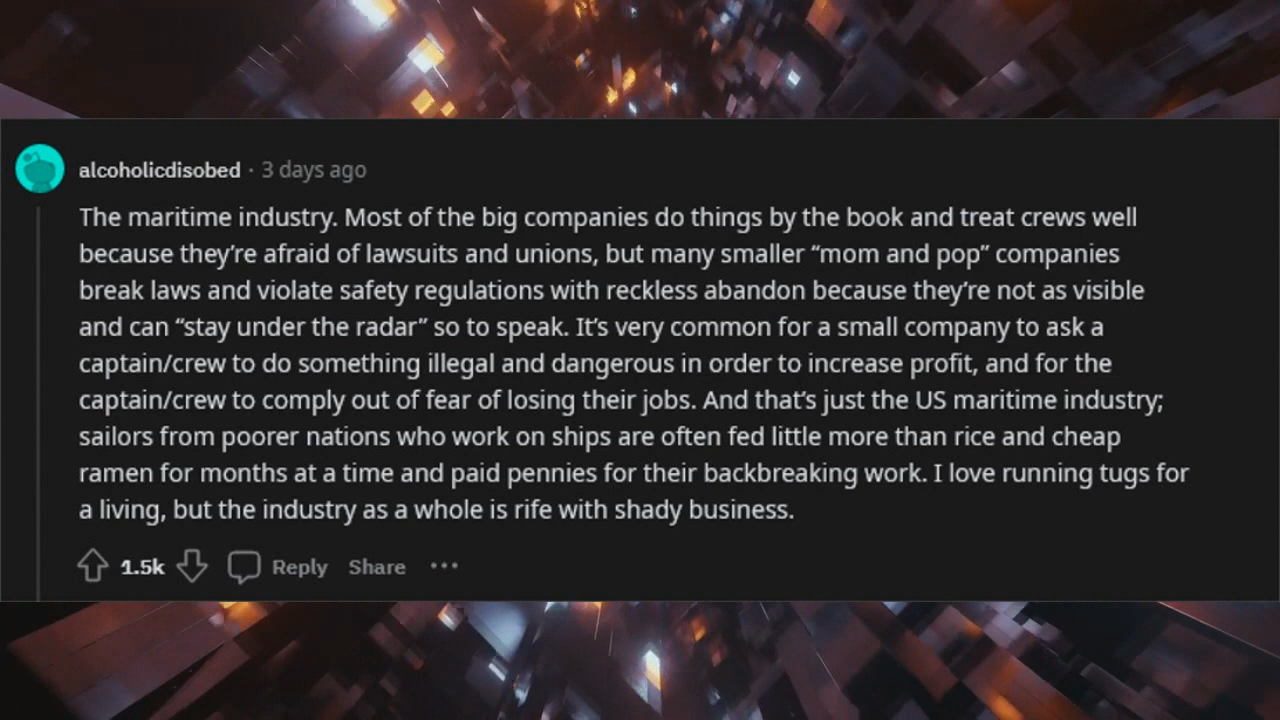 alcoholicdisobed · 3 days ago
The maritime industry. Most of the big companies do things by the book and treat crews well
because they’re afraid of lawsuits and unions, but many smaller “mom and pop” companies
break laws and violate safety regulations with reckless abandon because they’re not as visible
and can “stay under the radar” so to speak. It’s very common for a small company to ask a
captain/crew to do something illegal and dangerous in order to increase profit, and for the
captain/crew to comply out of fear of losing their jobs. And that’s just the US maritime industry;
sailors from poorer nations who work on ships are often fed little more than rice and cheap
ramen for months at a time and paid pennies for their backbreaking work. I love running tugs for
a living, but the industry as a whole is rife with shady business.
1.5k Reply Share ···